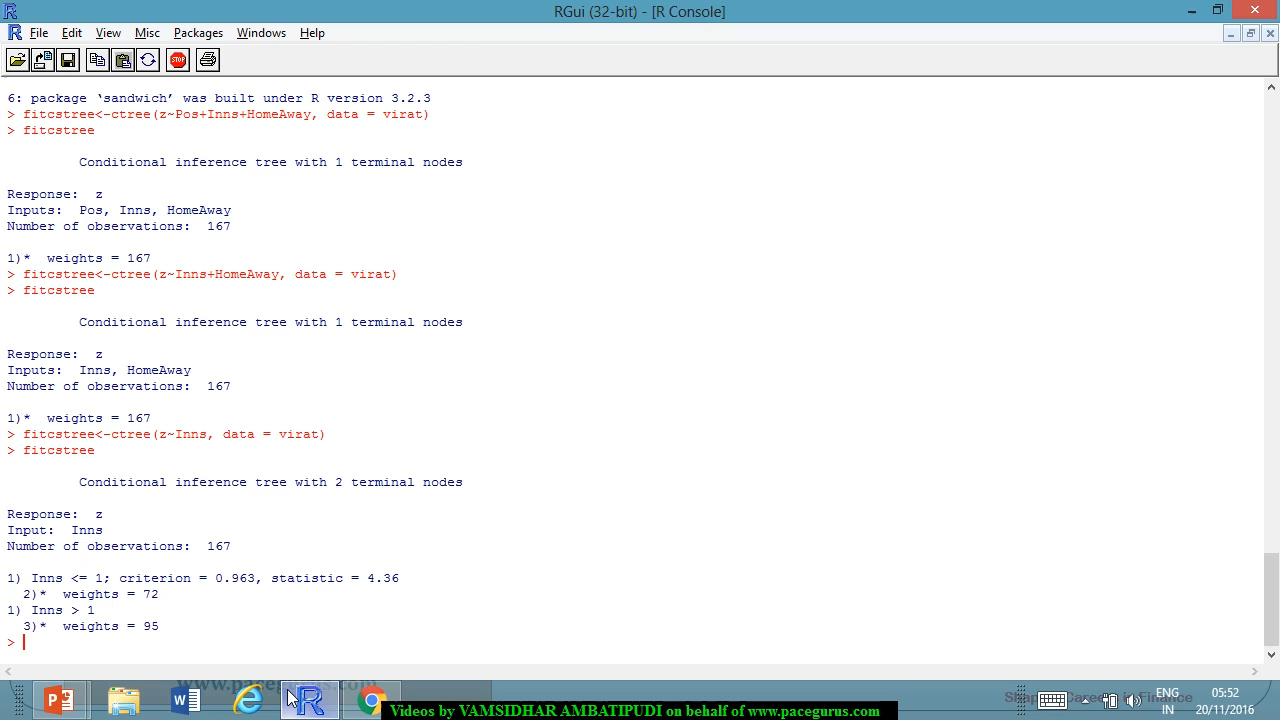 RGui (32-bit) - [R Console]
File Edit View Misc Packages Windows Help
STOP
6: package ‘sandwich’ was built under R version 3.2.3
> fitcstree<-ctree(z~Pos+Inns+HomeAway, data = virat)
> fitcstree
Conditional inference tree with 1 terminal nodes
Response:  z
Inputs:  Pos, Inns, HomeAway
Number of observations:  167
1)*  weights = 167
> fitcstree<-ctree(z~Inns+HomeAway, data = virat)
> fitcstree
Conditional inference tree with 1 terminal nodes
Response:  z
Inputs:  Inns, HomeAway
Number of observations:  167
1)*  weights = 167
> fitcstree<-ctree(z~Inns, data = virat)
> fitcstree
Conditional inference tree with 2 terminal nodes
Response:  z
Input:  Inns
Number of observations:  167
1) Inns <= 1; criterion = 0.963, statistic = 4.36
2)*  weights = 72
1) Inns > 1
3)*  weights = 95
>
www.pacegurus.com
ENG 05:52
IN 20/11/2016
Videos by VAMSIDHAR AMBATIPUDI on behalf of www.pacegurus.com